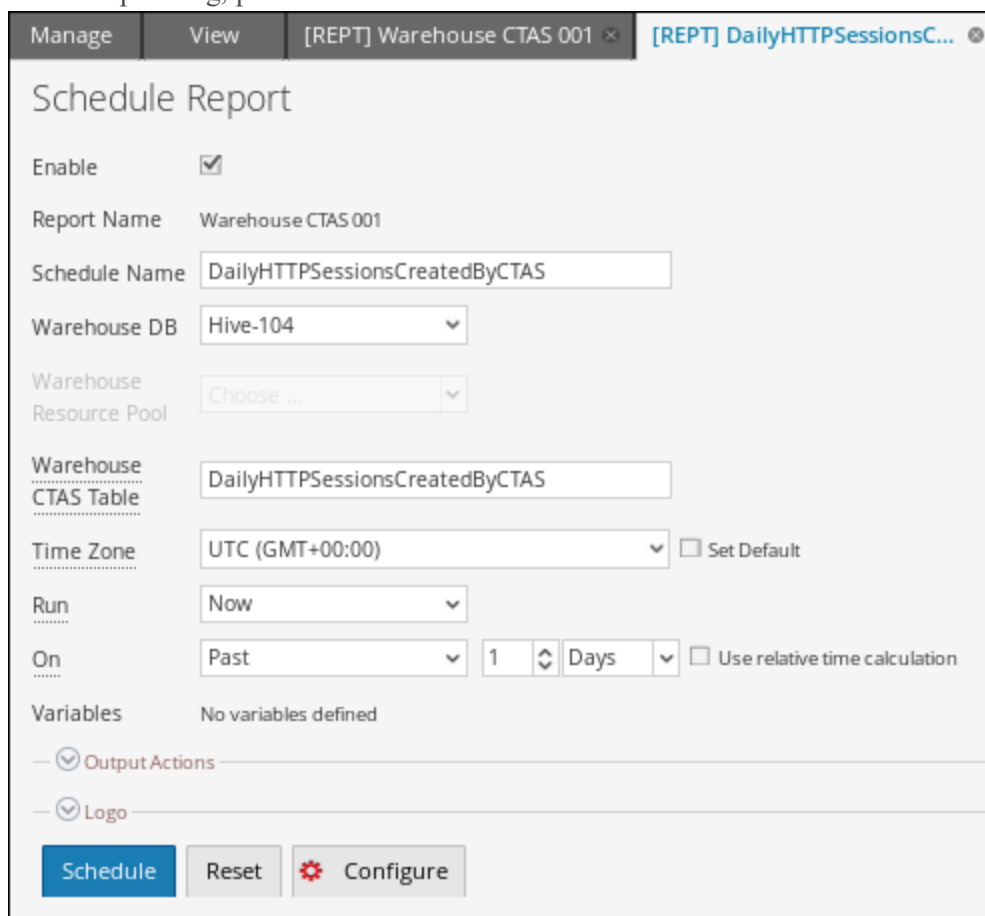 Manage View [REPT] Warehouse CTAS 001 [REPT] DailyHTTPSessionsC...
Schedule Report
Enable
Report Name Warehouse CTAS 001
Schedule Name DailyHTTPSessionsCreatedByCTAS
Warehouse DB Hive-104
Warehouse
Resource Pool Choose ...
Warehouse
CTAS Table DailyHTTPSessionsCreatedByCTAS
Time Zone UTC (GMT+00:00) Set Default
Run Now
On Past 1 Days Use relative time calculation
Variables No variables defined
Output Actions
Logo
Schedule Reset Configure